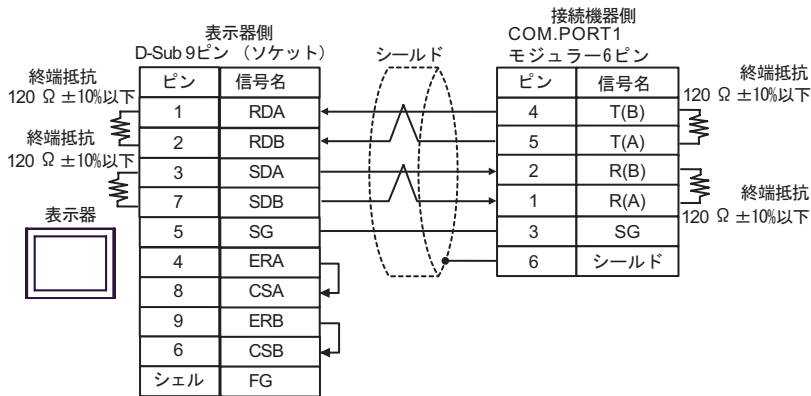 表示器側
D-Sub 9ピン （ソケット）
シールド
接続機器側
COM.PORT1
モジュラー6ピン
終端抵抗
120 Ω ±10%以下
終端抵抗
120 Ω ±10%以下
表示器
ピン 信号名
1 RDA
2 RDB
3 SDA
7 SDB
5 SG
4 ERA
8 CSA
9 ERB
6 CSB
シェル FG
ピン 信号名
4 T(B)
5 T(A)
2 R(B)
1 R(A)
3 SG
6 シールド
終端抵抗
120 Ω ±10%以下
終端抵抗
120 Ω ±10%以下